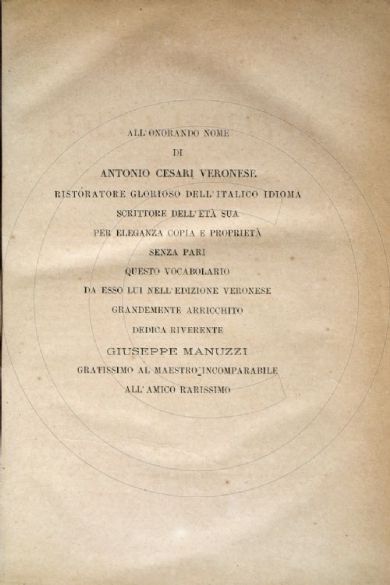 ALL'ONORANDO NOME
DI
ANTONIO CESARI VERONESE
RISTORATORE GLORIOSO DELL'ITALICO IDIOMA
SCRITTORE DELL'ETÀ SUA
PER ELEGANZA COPIA E PROPRIETÀ
SENZA PARI
QUESTO VOCABOLARIO
DA ESSO LUI NELL'EDIZIONE VERONESE
GRANDEMENTE ARRICCHITO
DEDICA RIVERENTE
GIUSEPPE MANUZZI
GRATISSIMO AL MAESTRO INCOMPARABILE
ALL'AMICO RARISSIMO